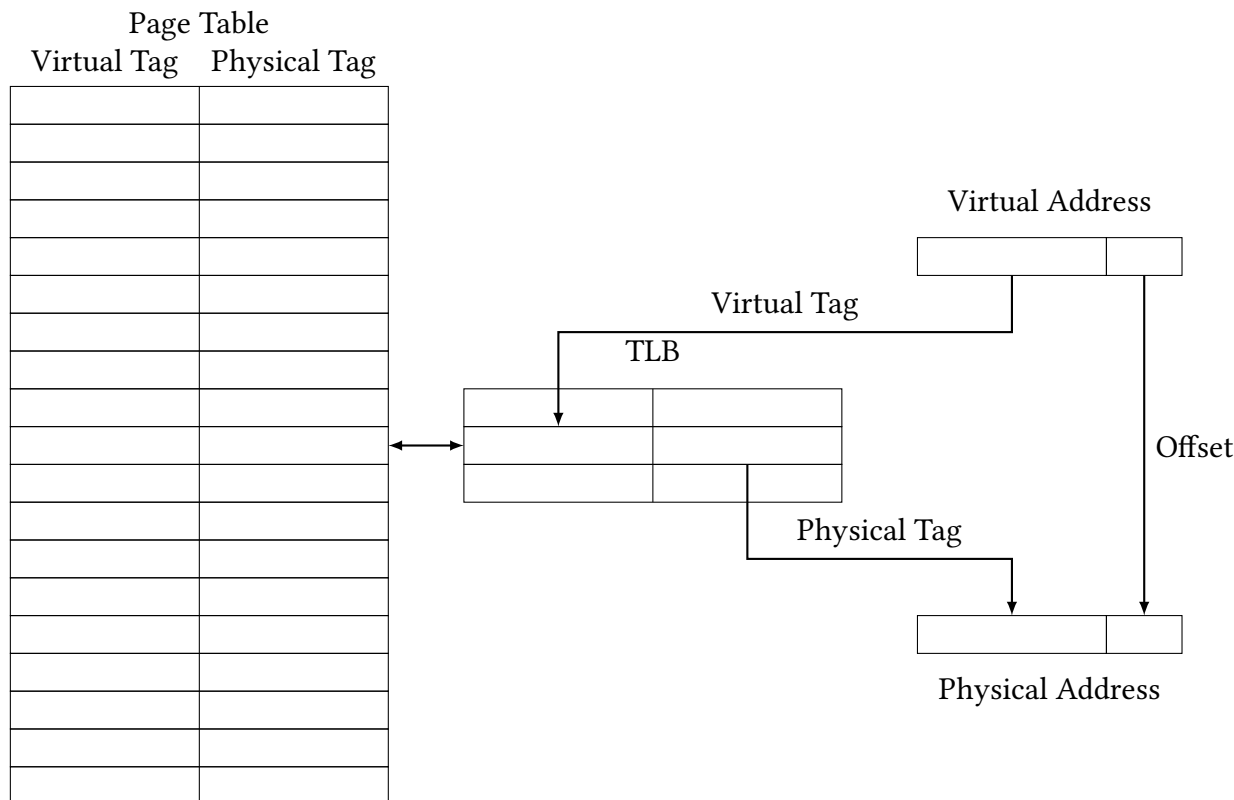 Page Table
Virtual Tag Physical Tag
Virtual Address
Virtual Tag
TLB
Offset
Physical Tag
Physical Address